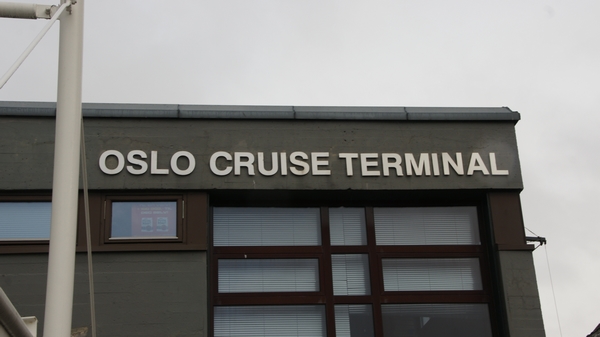 OSLO CRUISE TERMINAL